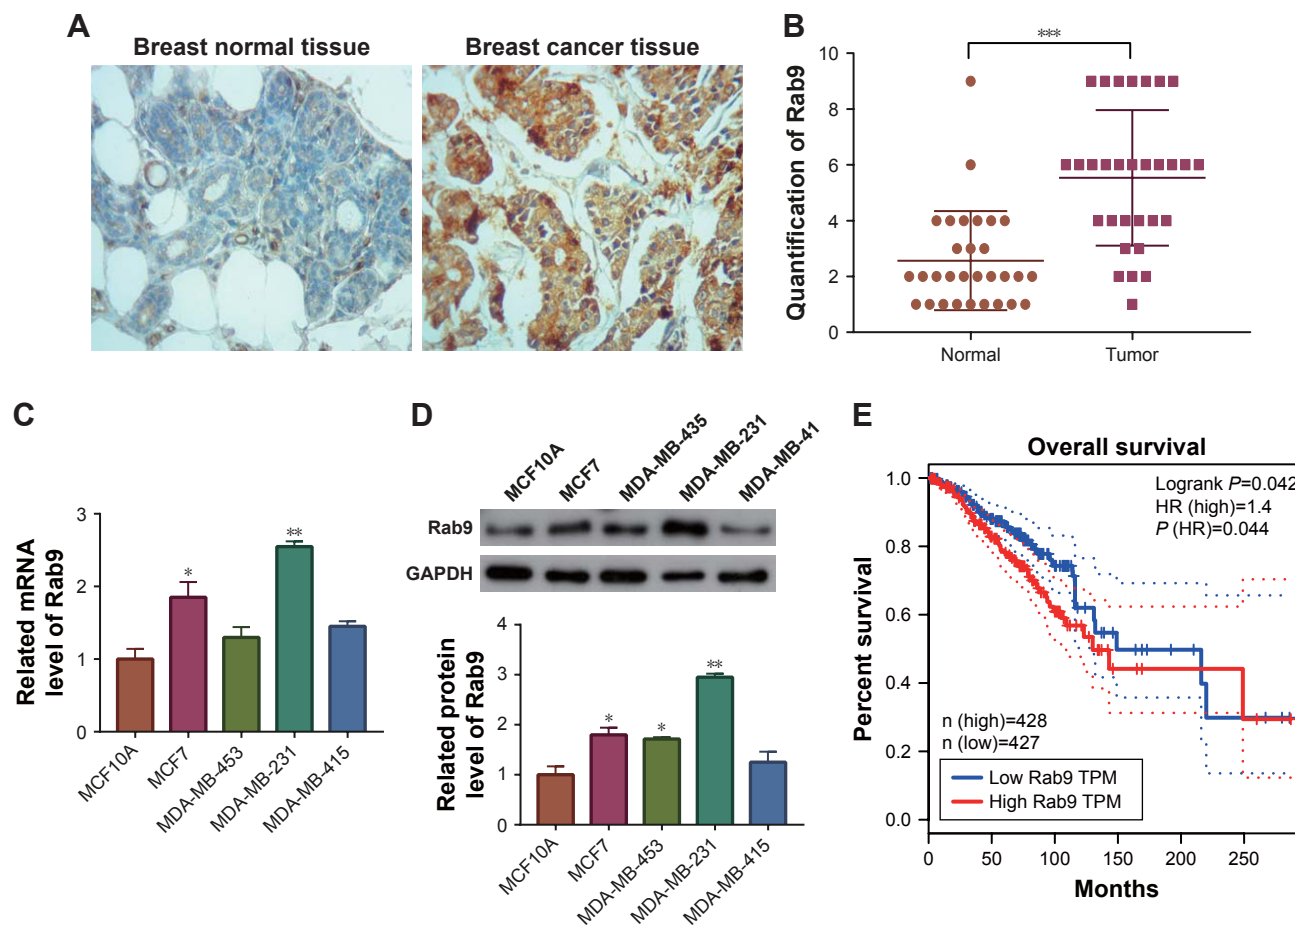 A
Breast normal tissue
Breast cancer tissue
B
Quantification of Rab9
10
8
6
4
2
0
***
Normal
Tumor
C
Related mRNA
level of Rab9
3
2
1
0
*
**
MCF10A
MCF7
MDA-MB-453
MDA-MB-231
MDA-MB-415
D
MCF10A
MCF7
MDA-MB-435
MDA-MB-231
MDA-MB-41
Rab9
GAPDH
Related protein
level of Rab9
4
3
2
1
0
*
*
**
MCF10A
MCF7
MDA-MB-453
MDA-MB-231
MDA-MB-415
E
Overall survival
Percent survival
1.0
0.8
0.6
0.4
0.2
0.0
Logrank P=0.042
HR (high)=1.4
P (HR)=0.044
n (high)=428
n (low)=427
Low Rab9 TPM
High Rab9 TPM
0
50
100
150
200
250
Months